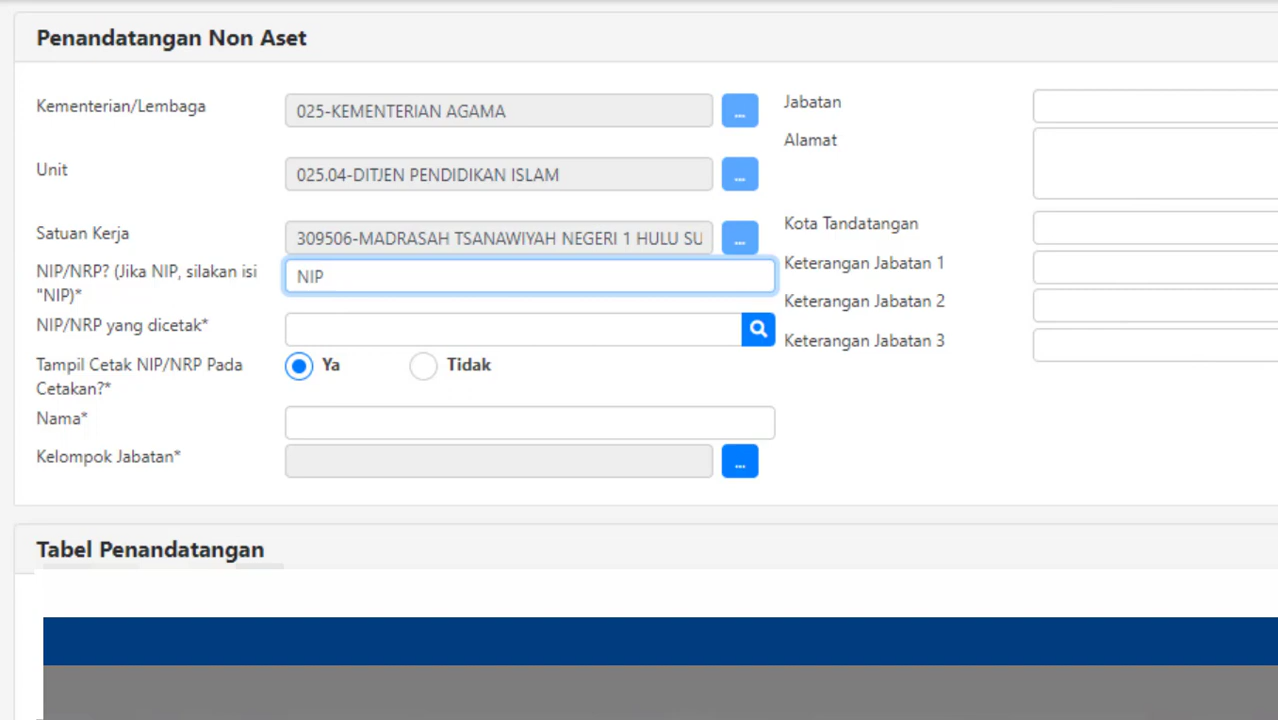 Penandatangan Non Aset
Kementerian/Lembaga
025-KEMENTERIAN AGAMA
...
Unit
025.04-DITJEN PENDIDIKAN ISLAM
...
Satuan Kerja
309506-MADRASAH TSANAWIYAH NEGERI 1 HULU SU
...
NIP/NRP? (Jika NIP, silakan isi
"NIP)*
NIP
NIP/NRP yang dicetak*
Tampil Cetak NIP/NRP Pada
Cetakan?*
Ya
Tidak
Nama*
Kelompok Jabatan*
...
Jabatan
Alamat
Kota Tandatangan
Keterangan Jabatan 1
Keterangan Jabatan 2
Keterangan Jabatan 3
Tabel Penandatangan